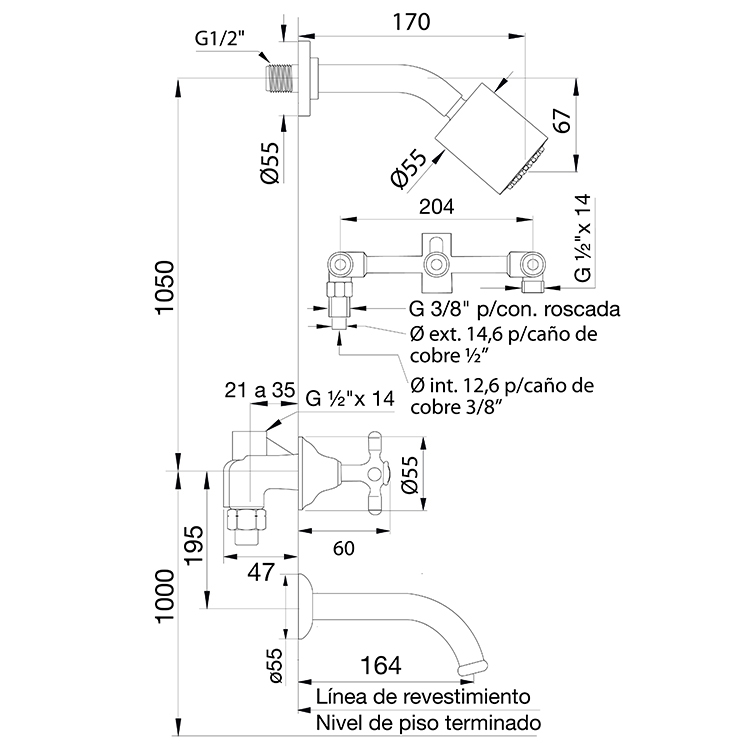 170
G1/2"
67
Ø55
Ø55
204
G ½"x 14
1050
G 3/8" p/con. roscada
Ø ext. 14,6 p/caño de
cobre ½”
Ø int. 12,6 p/caño de
cobre 3/8”
21 a 35
G ½"x 14
Ø55
195
60
47
1000
ø55
164
Línea de revestimiento
Nivel de piso terminado